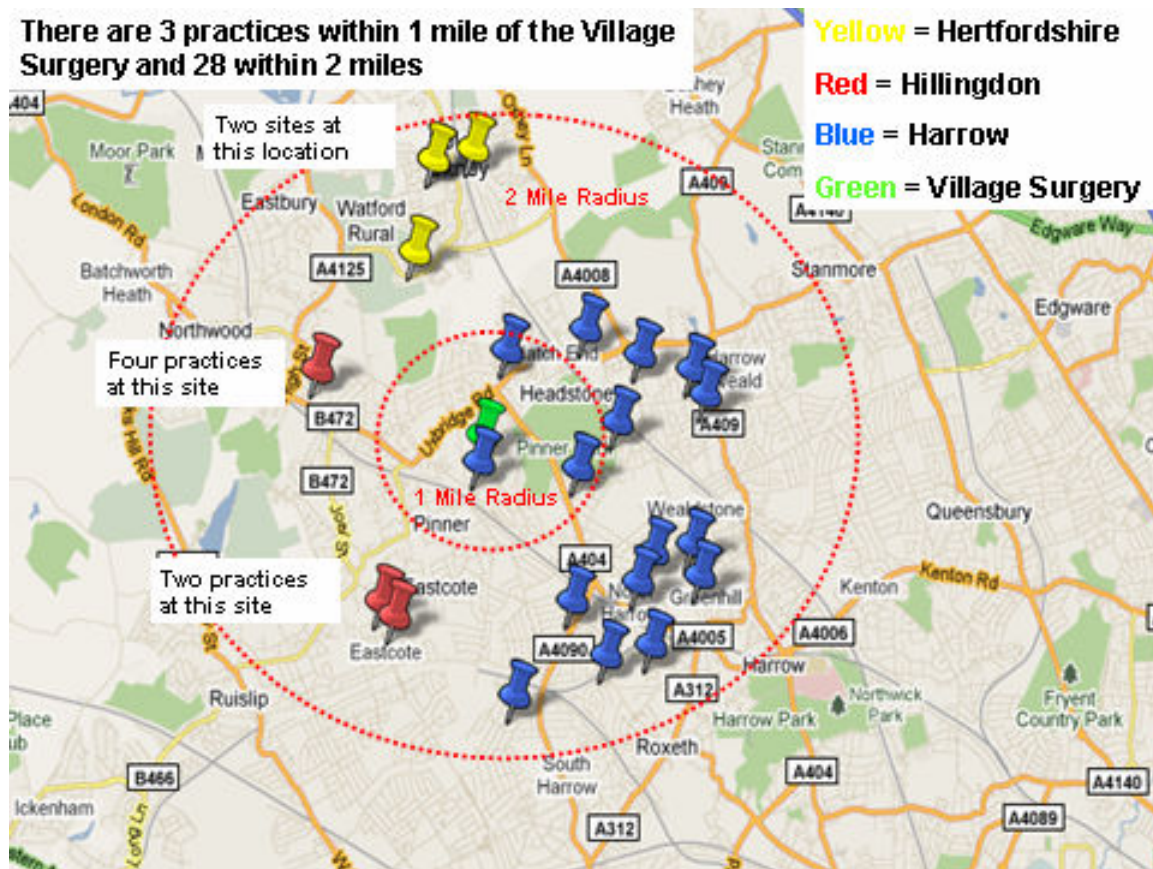 There are 3 practices within 1 mile of the Village
Surgery and 28 within 2 miles
Yellow = Hertfordshire
Red = Hillingdon
Blue = Harrow
Green = Village Surgery
404
Heath
Two sites at
this location
Moor Park
London Rd
Eastbury
Watford
Rural
2 Mile Radius
A409
A4140
Edgware Way
A4125
A4008
Stanmore
Batchworth
Heath
Edgware
Northwood
Four practices
at this site
Headstone
B472
Uxbridge Rd
A409
Pinner
B472
1 Mile Radius
Pinner
Wealdstone
Queensbury
A404
Two practices
at this site
Eastcote
Greenhill
Kenton
Kenton Rd
Eastcote
A4090
A4005
A4006
Harrow
A312
Ruislip
Northwick
Park
Fryent
Country Park
Harrow Park
Roxeth
Place
B466
South
Harrow
A404
A4140
Ickenham
A312
A4089